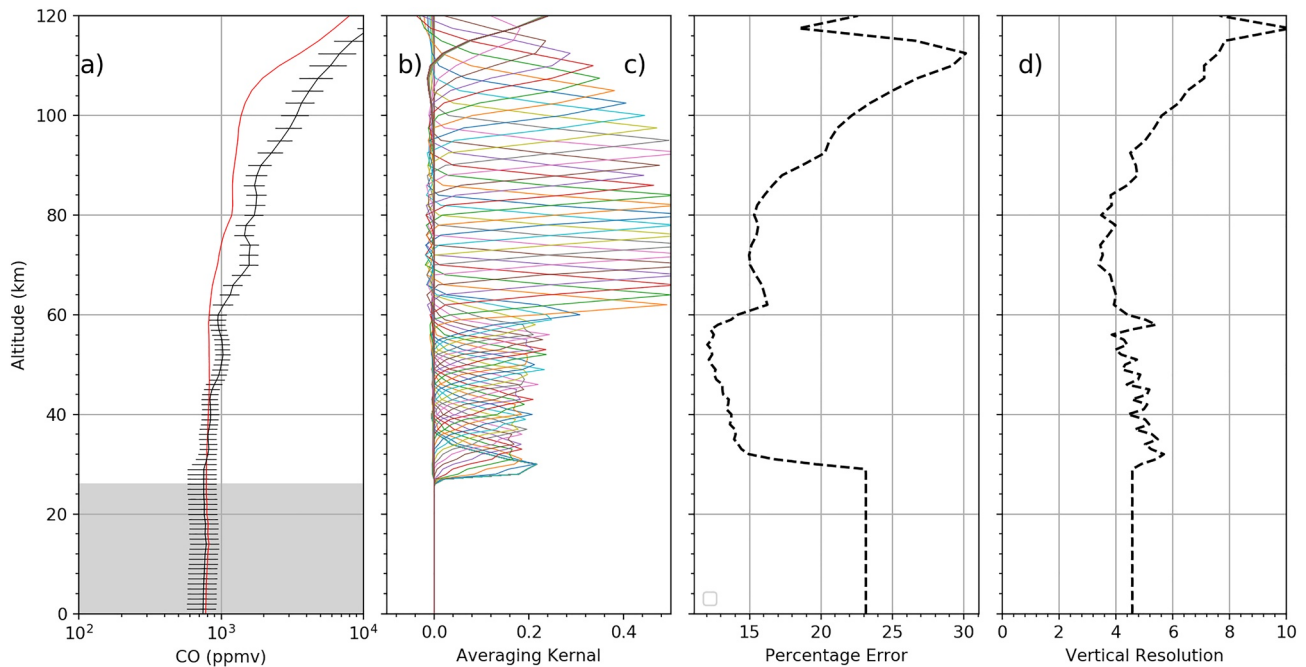 a)
b)
c)
d)
120
100
80
60
40
20
0
Altitude (km)
10² 10³ 10⁴
CO (ppmv)
0.0 0.2 0.4
Averaging Kernal
15 20 25 30
Percentage Error
0 2 4 6 8 10
Vertical Resolution